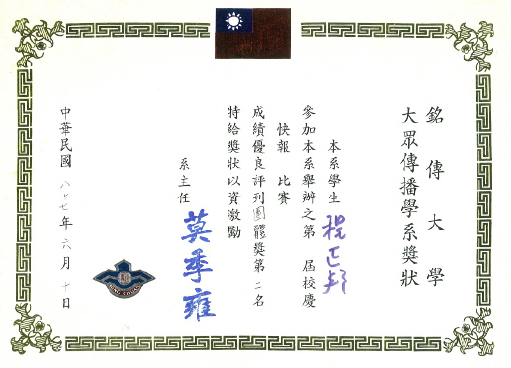 銘傳大學
大眾傳播學系獎狀
本系學生 程正邦
參加本系舉辦之第 屆校慶
快報 比賽
成績優良評列團體獎第二名
特給獎狀以資激勵
系主任 莫季雍
中華民國 八十七年 六月 十日